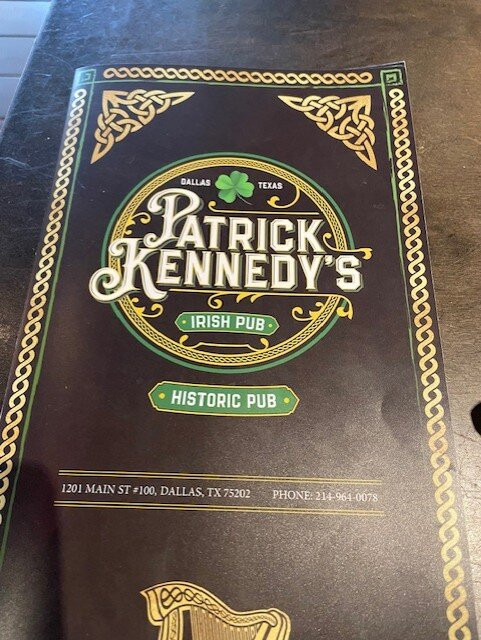 DALLAS TEXAS
PATRICK
KENNEDY'S
IRISH PUB
HISTORIC PUB
1201 MAIN ST #100, DALLAS, TX 75202 PHONE: 214-964-0078